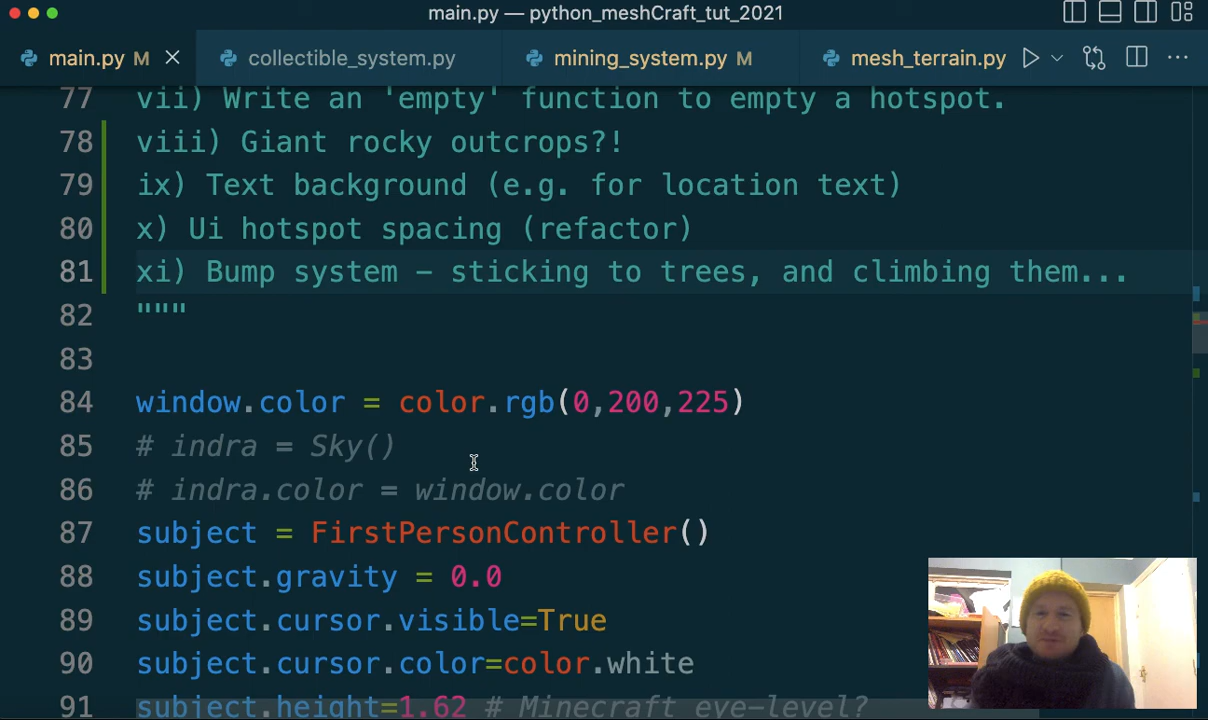 main.py — python_meshCraft_tut_2021
main.py M collectible_system.py mining_system.py M mesh_terrain.py
77 vii) Write an 'empty' function to empty a hotspot.
78 viii) Giant rocky outcrops?!
79 ix) Text background (e.g. for location text)
80 x) Ui hotspot spacing (refactor)
81 xi) Bump system – sticking to trees, and climbing them...
82 """
83
84 window.color = color.rgb(0,200,225)
85 # indra = Sky()
86 # indra.color = window.color
87 subject = FirstPersonController()
88 subject.gravity = 0.0
89 subject.cursor.visible=True
90 subject.cursor.color=color.white
91 subject.height=1.62 # Minecraft eye-level?